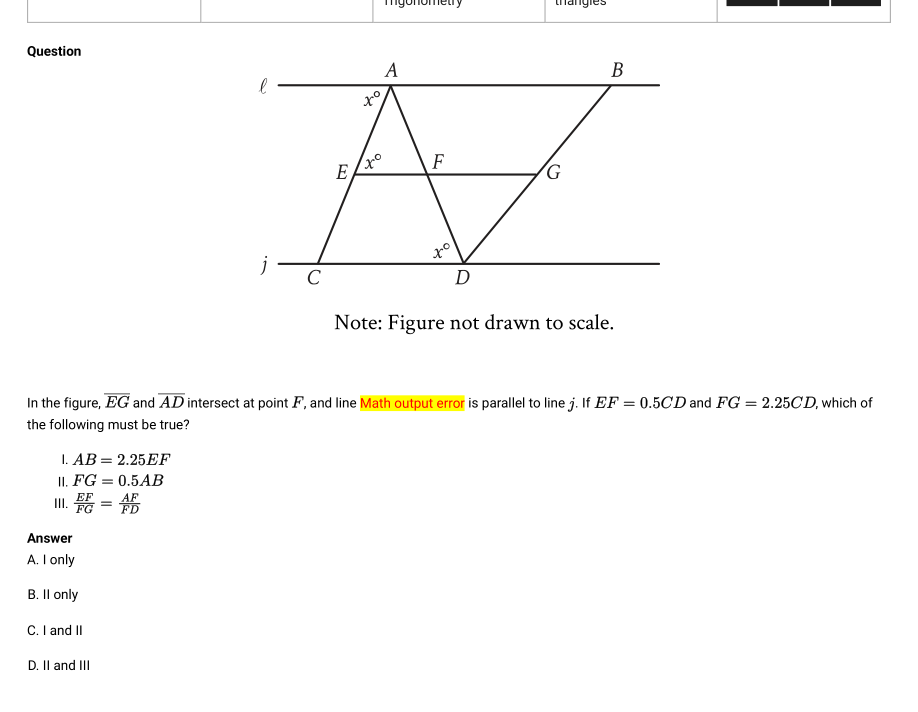 Trigonometry triangles
Question
A B
ℓ
x°
E x° F G
x°
j C D
Note: Figure not drawn to scale.
In the figure, EG and AD intersect at point F, and line Math output error is parallel to line j. If EF = 0.5CD and FG = 2.25CD, which of
the following must be true?
I. AB = 2.25EF
II. FG = 0.5AB
III. EF/FG = AF/FD
Answer
A. I only
B. II only
C. I and II
D. II and III